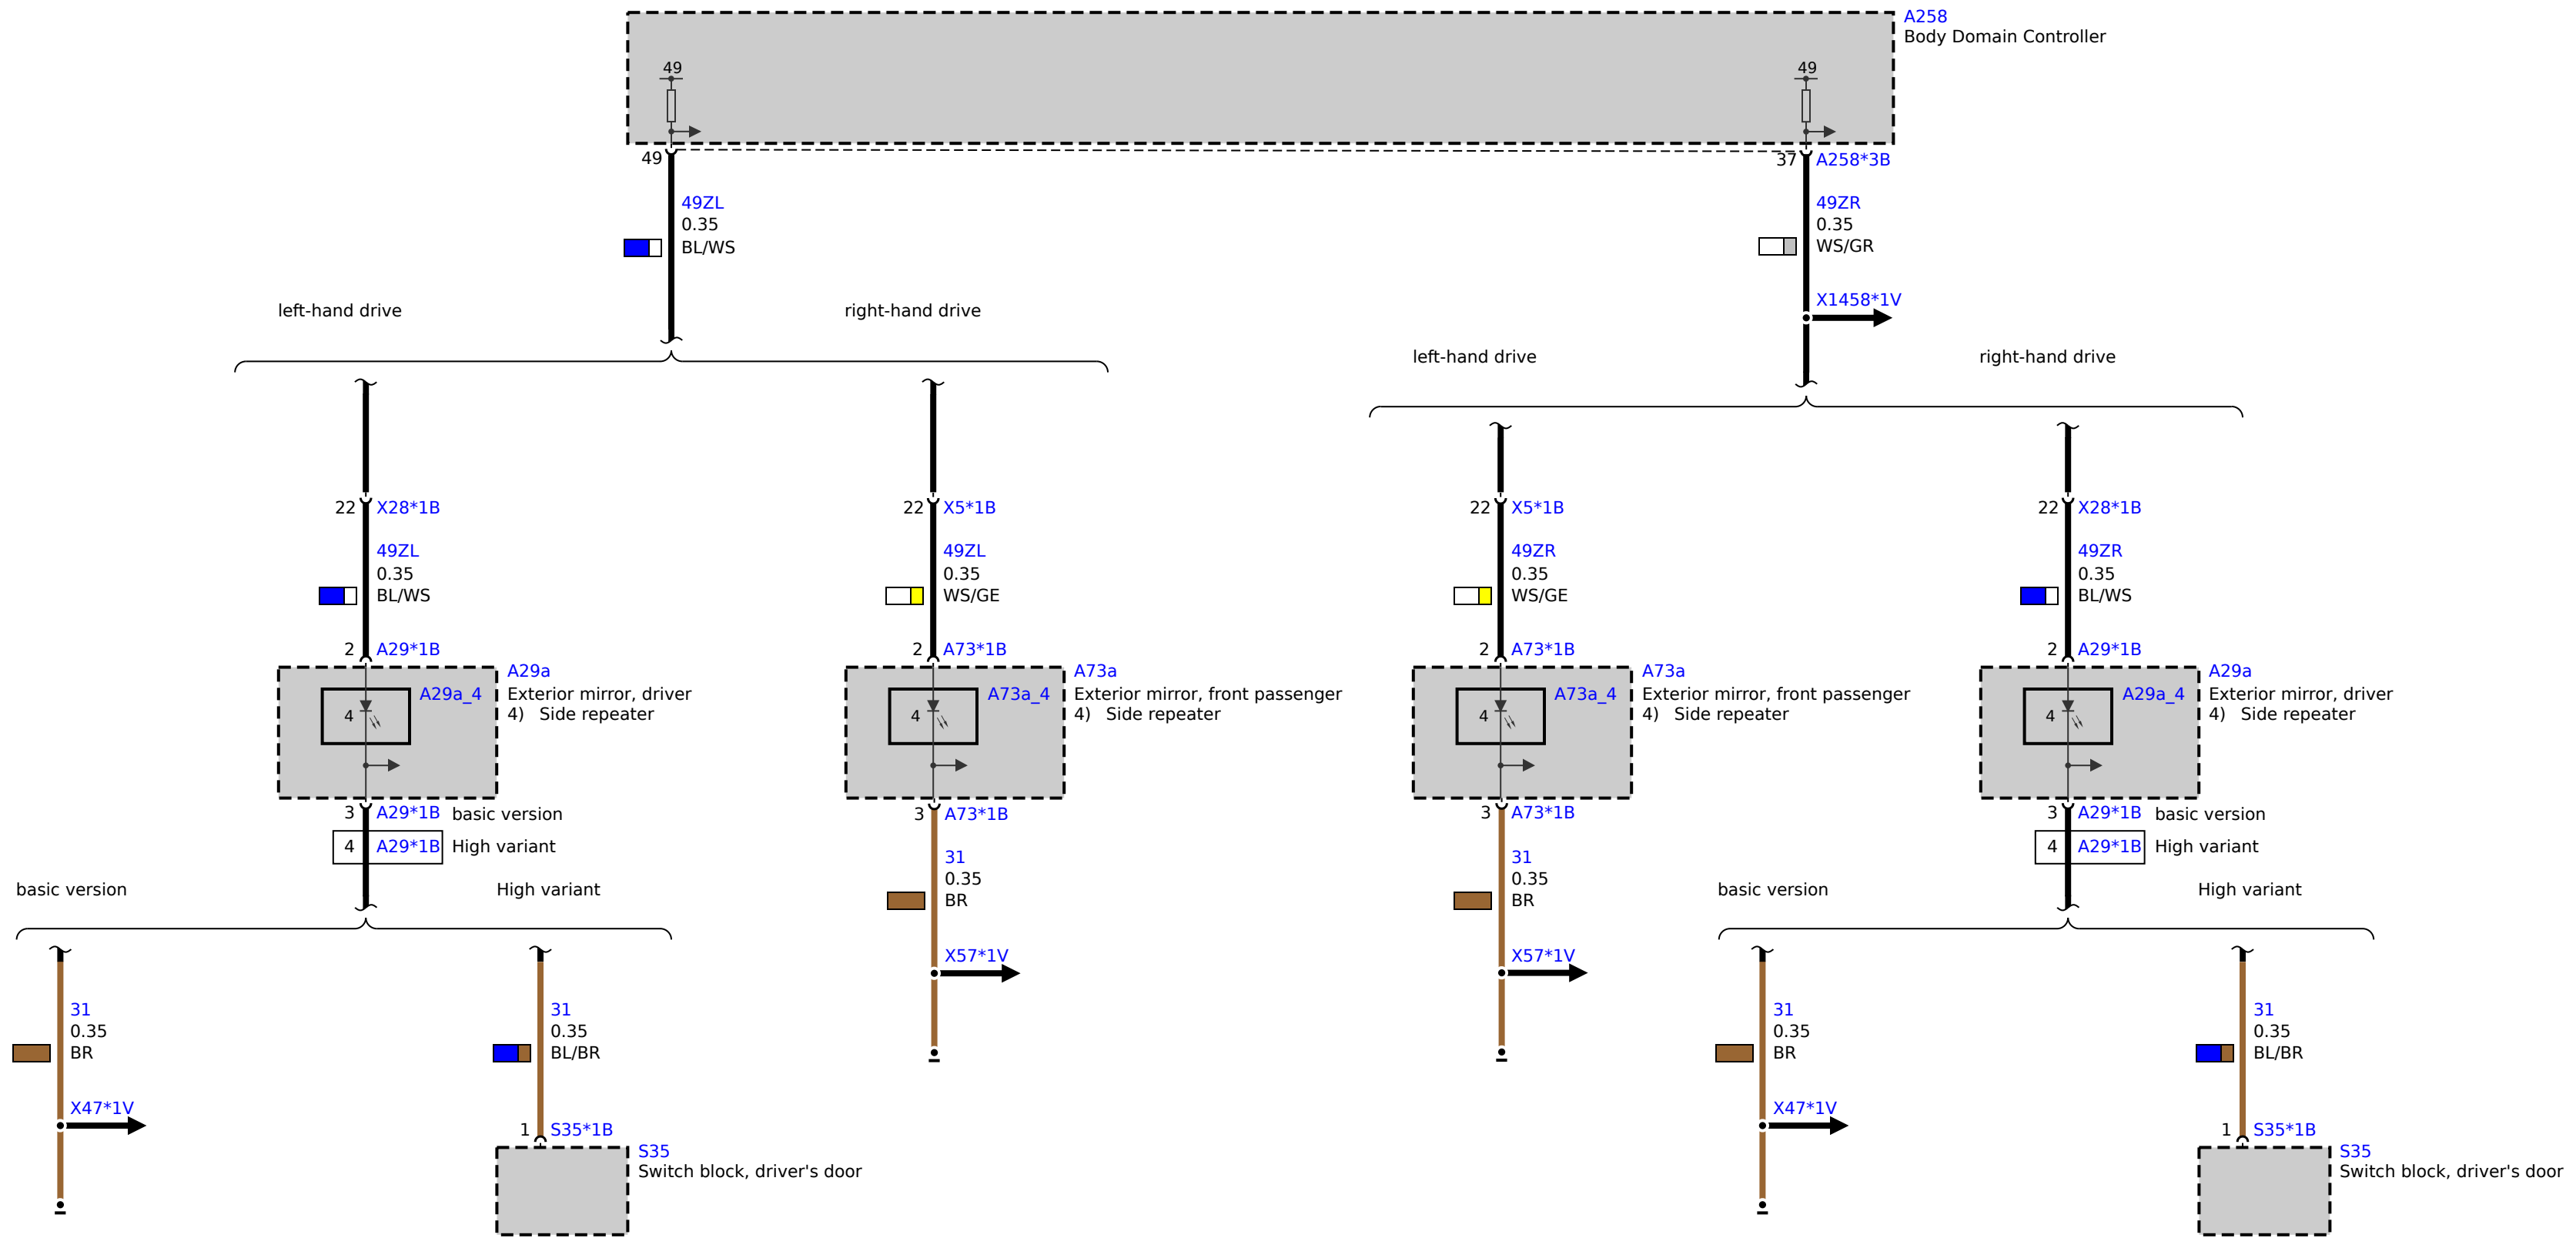 A258
Body Domain Controller
49
49
49
37 A258*3B
49ZL
0.35
BL/WS
49ZR
0.35
WS/GR
X1458*1V
left-hand drive
right-hand drive
left-hand drive
right-hand drive
22 X28*1B
22 X5*1B
22 X5*1B
22 X28*1B
49ZL
0.35
BL/WS
49ZL
0.35
WS/GE
49ZR
0.35
WS/GE
49ZR
0.35
BL/WS
2 A29*1B
2 A73*1B
2 A73*1B
2 A29*1B
A29a
Exterior mirror, driver
4) Side repeater
A29a_4
4
A73a
Exterior mirror, front passenger
4) Side repeater
A73a_4
4
A73a
Exterior mirror, front passenger
4) Side repeater
A73a_4
4
A29a
Exterior mirror, driver
4) Side repeater
A29a_4
4
3 A29*1B basic version
4 A29*1B High variant
3 A73*1B
31
0.35
BR
X57*1V
3 A73*1B
31
0.35
BR
X57*1V
3 A29*1B basic version
4 A29*1B High variant
basic version
High variant
basic version
High variant
31
0.35
BR
X47*1V
31
0.35
BL/BR
1 S35*1B
S35
Switch block, driver's door
31
0.35
BR
X47*1V
31
0.35
BL/BR
1 S35*1B
S35
Switch block, driver's door